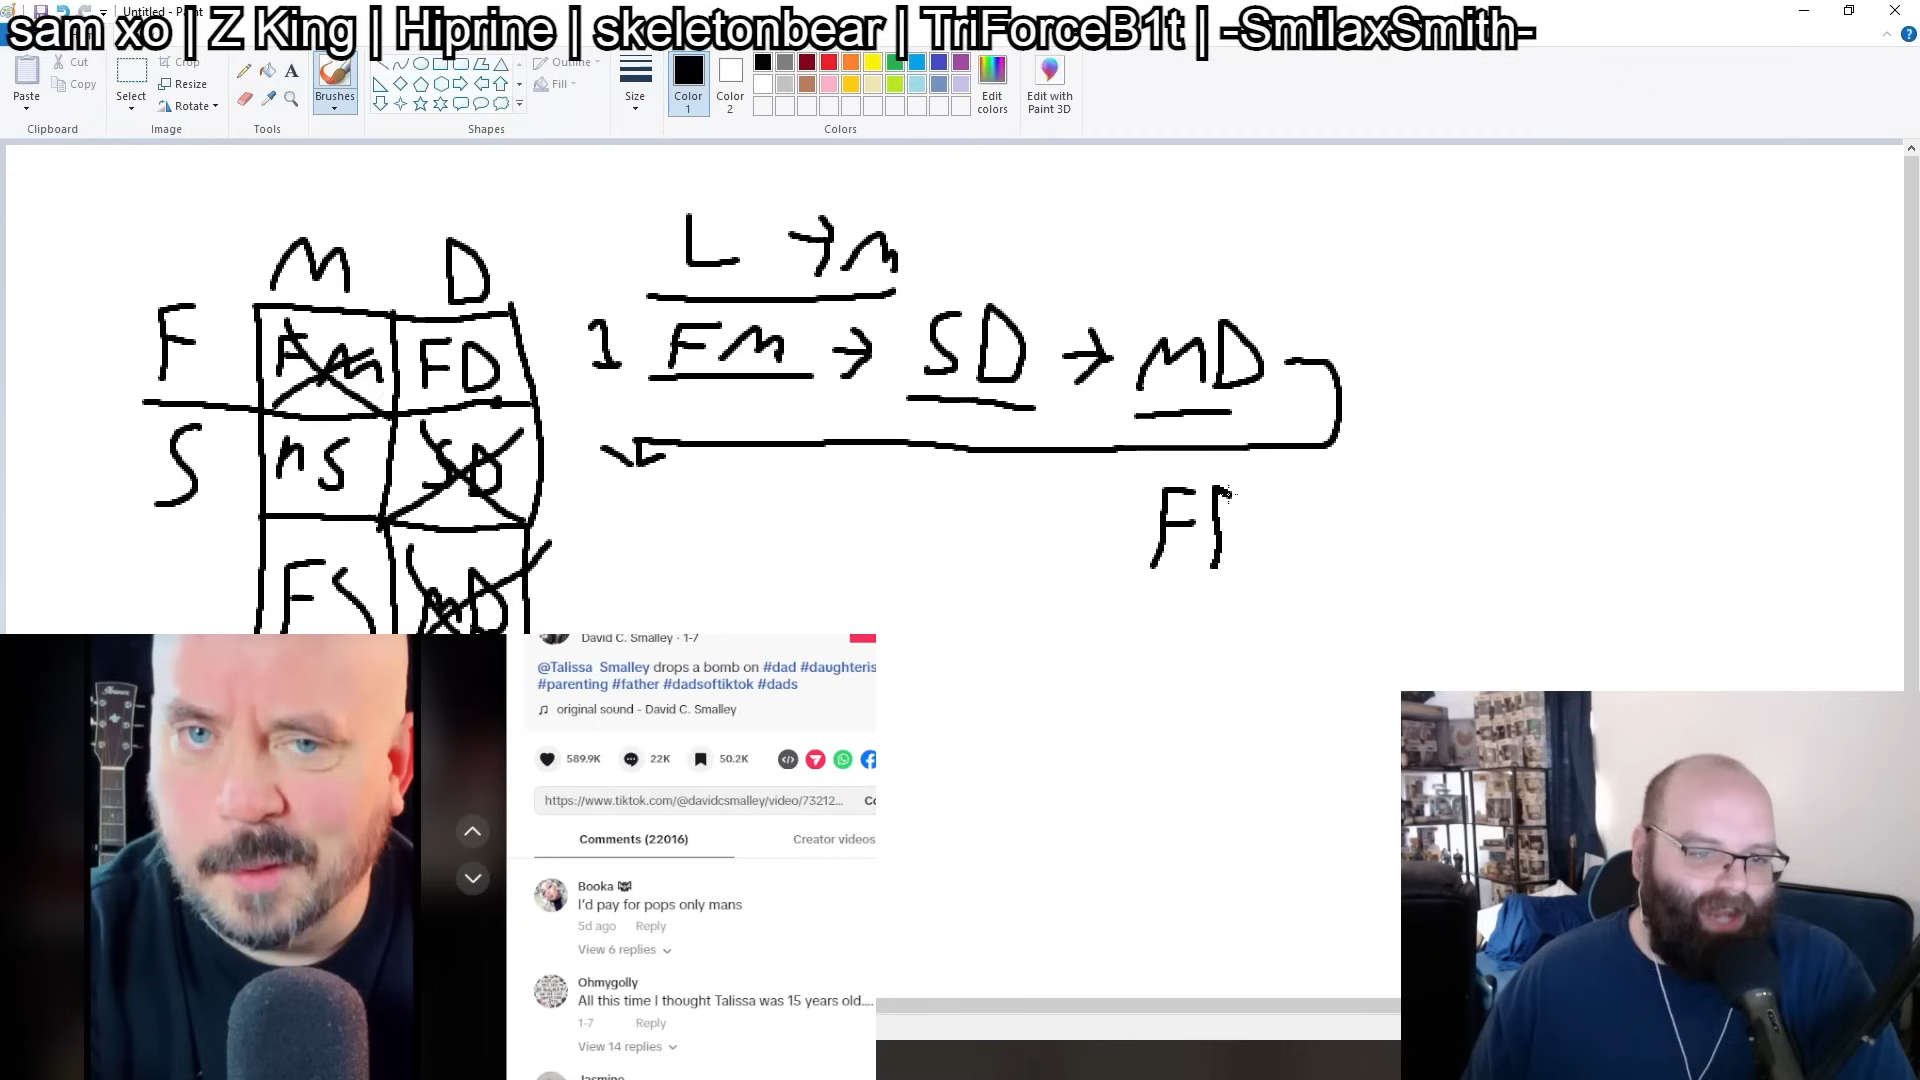 Untitled - Paint
sam xo | Z King | Hiprine | skeletonbear | TriForceB1t | -SmilaxSmith-
Paste
Cut
Copy
Clipboard
Select
Crop
Resize
Rotate
Image
Tools
A
Brushes
Shapes
Outline
Fill
Size
Color
1
Color
2
Colors
Edit
colors
Edit with
Paint 3D
L → M
M D
F FM FD
1 FM → SD → MD
S MS SD
F
FS MD
David C. Smalley · 1-7
@Talissa Smalley drops a bomb on #dad #daughteris
#parenting #father #dadsoftiktok #dads
original sound - David C. Smalley
589.9K 22K 50.2K
https://www.tiktok.com/@davidcsmalley/video/73212... Co
Comments (22016) Creator videos
Booka
I'd pay for pops only mans
5d ago Reply
View 6 replies
Ohmygolly
All this time I thought Talissa was 15 years old....
1-7 Reply
View 14 replies
Jasmine
Ibanez